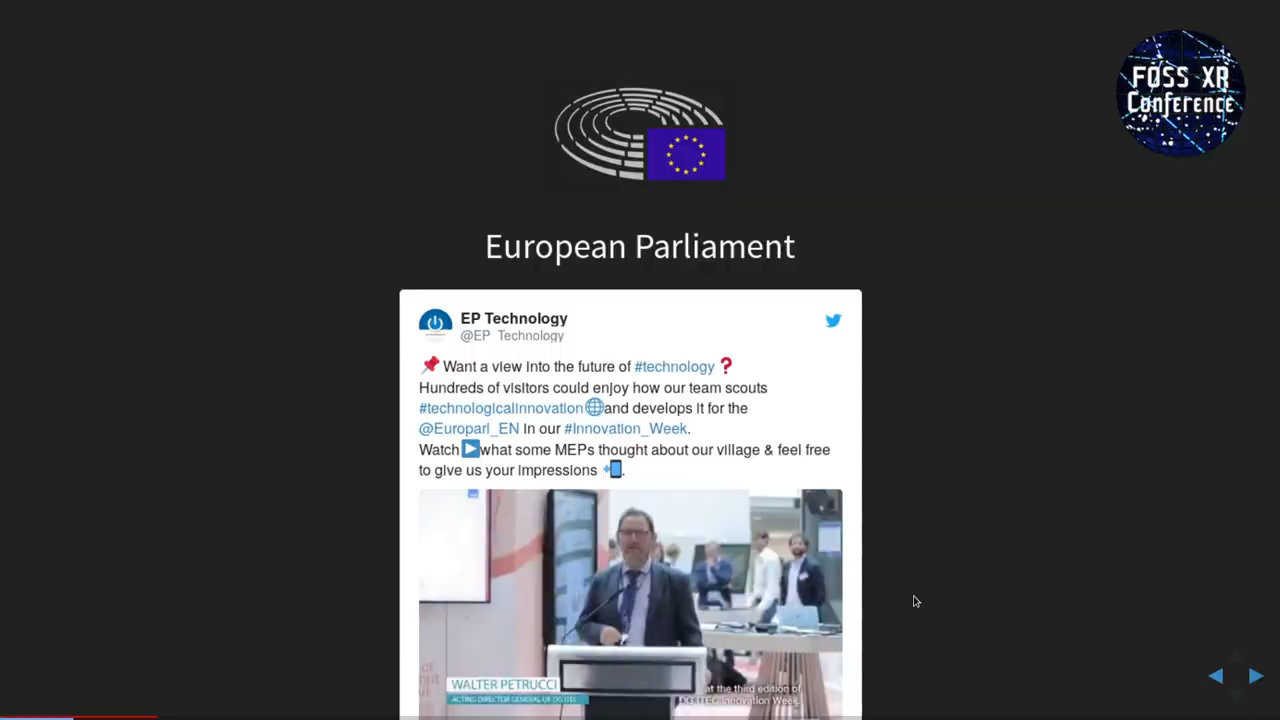 FOSS XR
Conference
European Parliament
EP Technology
@EP_Technology
📌 Want a view into the future of #technology❓
Hundreds of visitors could enjoy how our team scouts
#technologicalinnovation🌐and develops it for the
@Europarl_EN in our #Innovation_Week.
Watch▶what some MEPs thought about our village & feel free
to give us your impressions 📲.
WALTER PETRUCCI
ACTING DIRECTOR GENERAL OF DG ITEC
at the third edition of
DG ITEC Innovation Week